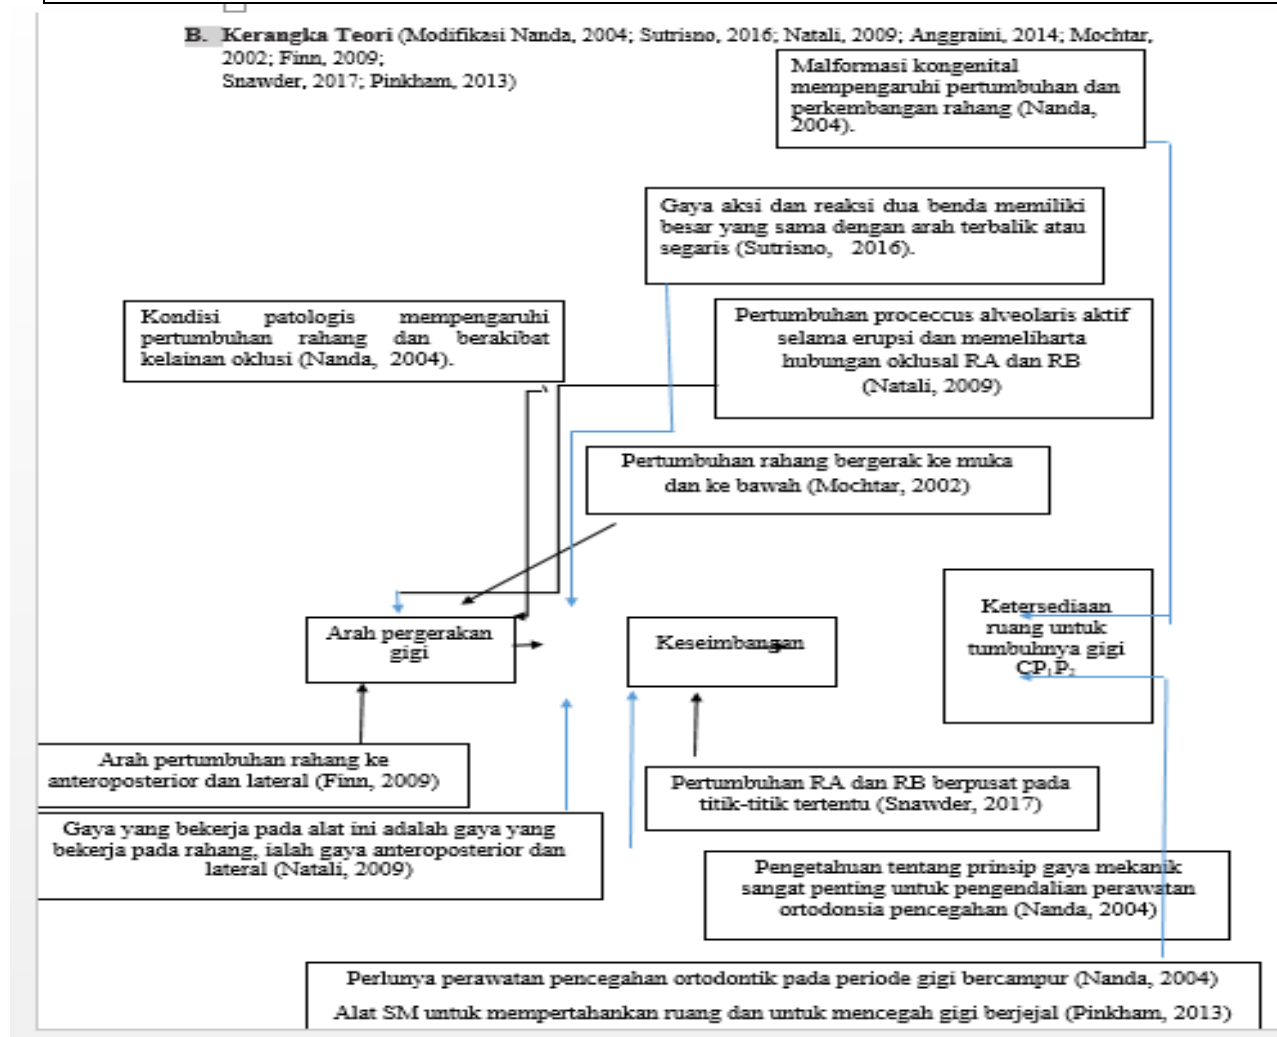 B. Kerangka Teori (Modifikasi Nanda, 2004; Sutrisno, 2016; Natali, 2009; Anggraini, 2014; Mochtar,
2002; Finn, 2009;
Snawder, 2017; Pinkham, 2013)
Malformasi kongenital
mempengaruhi pertumbuhan dan
perkembangan rahang (Nanda,
2004).
Gaya aksi dan reaksi dua benda memiliki
besar yang sama dengan arah terbalik atau
segaris (Sutrisno, 2016).
Kondisi patologis mempengaruhi
pertumbuhan rahang dan berakibat
kelainan oklusi (Nanda, 2004).
Pertumbuhan proceccus alveolaris aktif
selama erupsi dan memeliharta
hubungan oklusal RA dan RB
(Natali, 2009)
Pertumbuhan rahang bergerak ke muka
dan ke bawah (Mochtar, 2002)
Arah pergerakan
gigi
Keseimbangan
Ketersediaan
ruang untuk
tumbuhnya gigi
CP₁P₂
Arah pertumbuhan rahang ke
anteroposterior dan lateral (Finn, 2009)
Pertumbuhan RA dan RB berpusat pada
titik-titik tertentu (Snawder, 2017)
Gaya yang bekerja pada alat ini adalah gaya yang
bekerja pada rahang, ialah gaya anteroposterior dan
lateral (Natali, 2009)
Pengetahuan tentang prinsip gaya mekanik
sangat penting untuk pengendalian perawatan
ortodonsia pencegahan (Nanda, 2004)
Perlunya perawatan pencegahan ortodontik pada periode gigi bercampur (Nanda, 2004)
Alat SM untuk mempertahankan ruang dan untuk mencegah gigi berjejal (Pinkham, 2013)